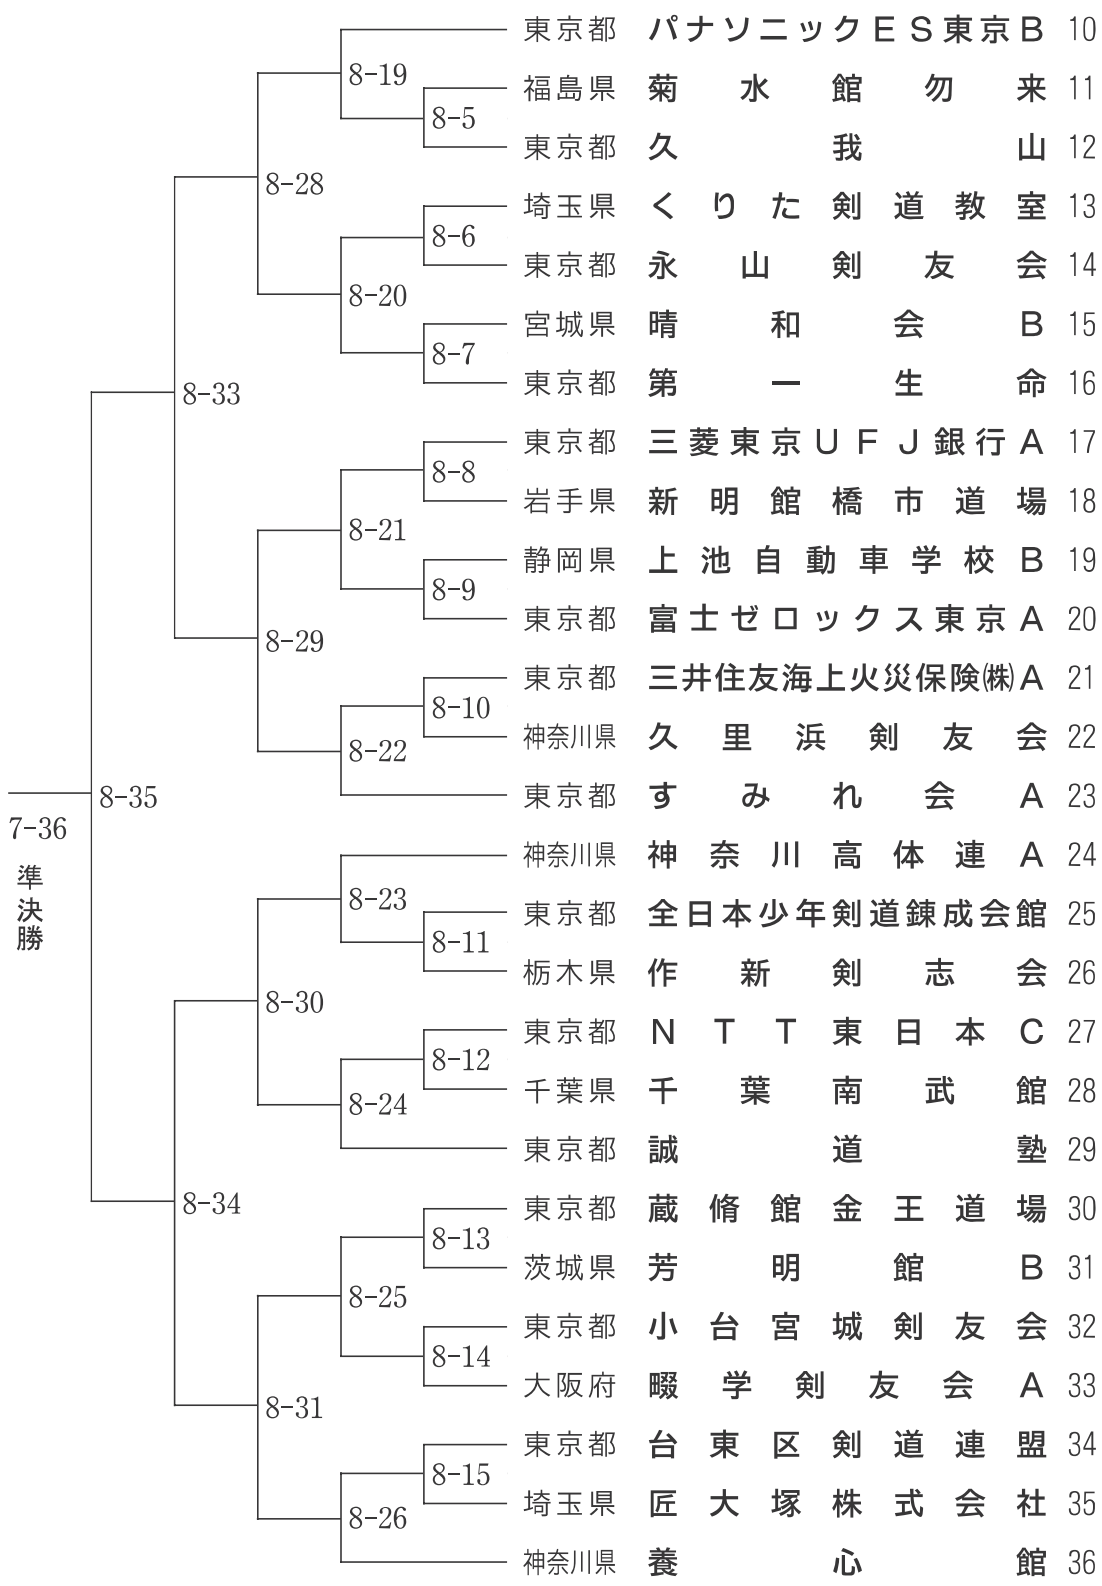 東京都 パナソニックES東京B 10
8-19
福島県 菊水館勿来 11
8-5
東京都 久我山 12
8-28
埼玉県 くりた剣道教室 13
8-6
東京都 永山剣友会 14
8-20
宮城県 晴和会B 15
8-7
東京都 第一生命 16
8-33
東京都 三菱東京UFJ銀行A 17
8-8
岩手県 新明館橋市道場 18
8-21
静岡県 上池自動車学校B 19
8-9
東京都 富士ゼロックス東京A 20
8-29
東京都 三井住友海上火災保険㈱A 21
8-10
神奈川県 久里浜剣友会 22
8-22
東京都 すみれ会A 23
8-35
7-36
準決勝
神奈川県 神奈川高体連A 24
8-23
東京都 全日本少年剣道錬成会館 25
8-11
栃木県 作新剣志会 26
8-30
東京都 NTT東日本C 27
8-12
千葉県 千葉南武館 28
8-24
東京都 誠道塾 29
8-34
東京都 蔵脩館金王道場 30
8-13
茨城県 芳明館B 31
8-25
東京都 小台宮城剣友会 32
8-14
大阪府 畷学剣友会A 33
8-31
東京都 台東区剣道連盟 34
8-15
埼玉県 匠大塚株式会社 35
8-26
神奈川県 養心館 36